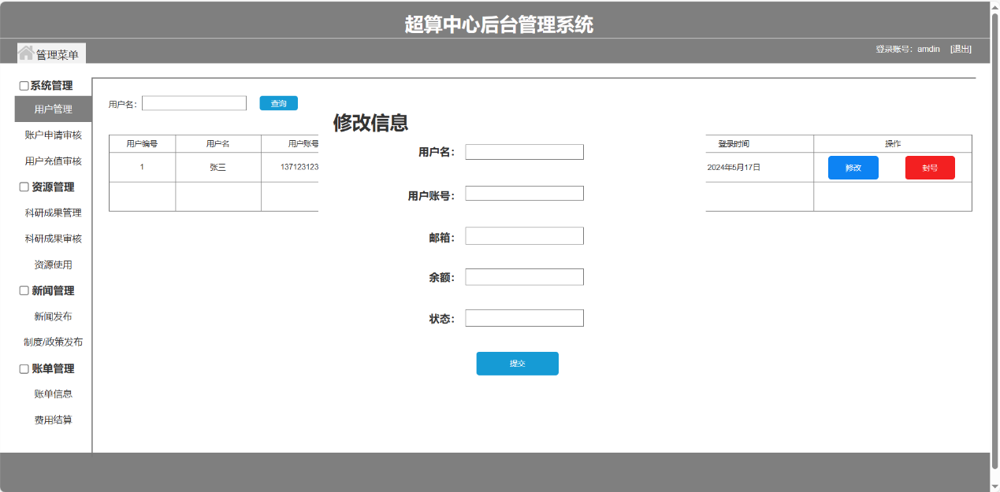 超算中心后台管理系统
管理菜单
登录账号：amdin [退出]
系统管理
用户管理
账户申请审核
用户充值审核
资源管理
科研成果管理
科研成果审核
资源使用
新闻管理
新闻发布
制度/政策发布
账单管理
账单信息
费用结算
用户名： 查询
用户编号 用户名 用户账号 登录时间 操作
1 张三 137123123 2024年5月17日 修改 封号
修改信息
用户名：
用户账号：
邮箱：
余额：
状态：
提交